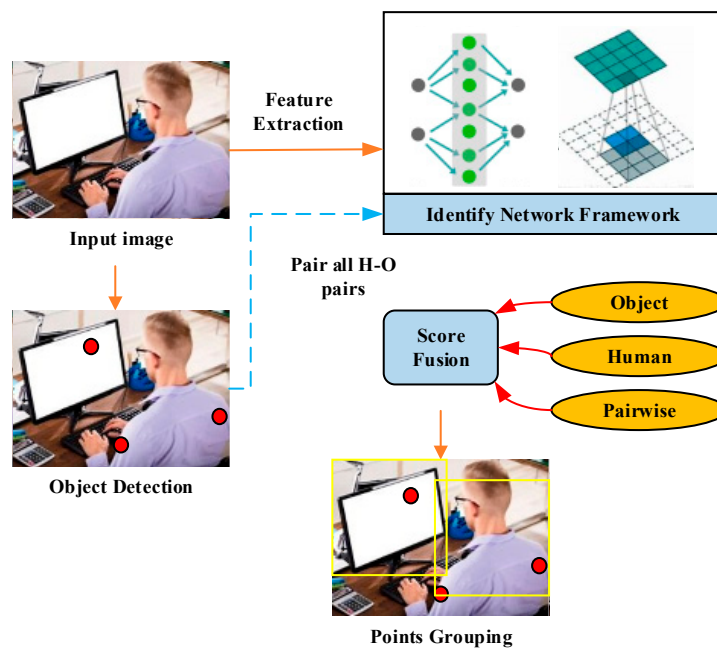 Feature
Extraction
Input image
Identify Network Framework
Pair all H-O
pairs
Object
Score
Fusion
Human
Pairwise
Object Detection
Points Grouping